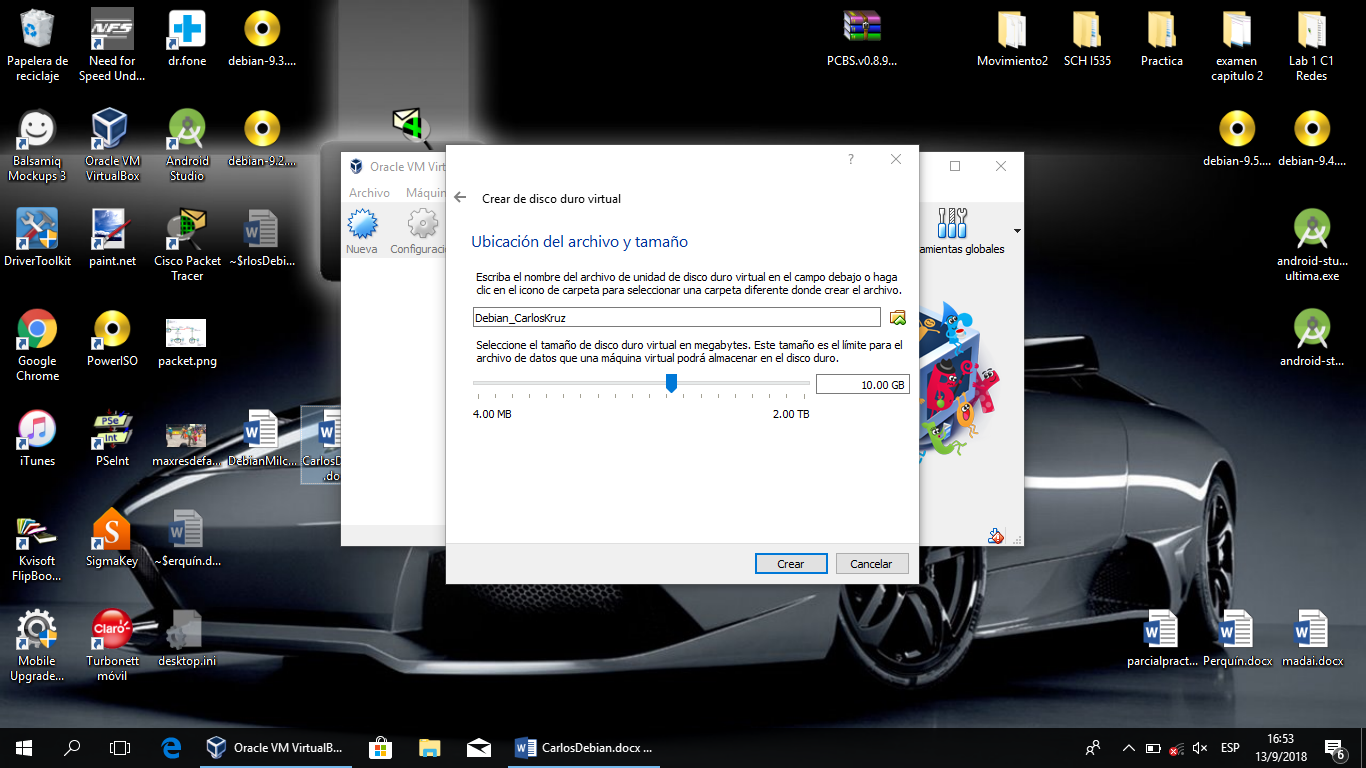 Papelera de reciclaje
Need for Speed Und...
dr.fone
debian-9.3....
PCBS.v0.8.9...
Movimiento2
SCH I535
Practica
examen capitulo 2
Lab 1 C1 Redes
Balsamiq Mockups 3
Oracle VM VirtualBox
Android Studio
debian-9.2....
debian-9.5....
debian-9.4....
DriverToolkit
paint.net
Cisco Packet Tracer
~$rlosDebi...
android-stu... ultima.exe
Google Chrome
PowerISO
packet.png
android-st...
iTunes
PSeInt
maxresdefa...
DebianMilc...
CarlosD
.do
Kvisoft FlipBoo...
SigmaKey
~$erquín.d...
Mobile Upgrade...
Turbonett móvil
desktop.ini
parcialpract...
Perquín.docx
madai.docx
Oracle VM Virt
Archivo Máquin
Nueva
Configuraci
amientas globales
?
Crear de disco duro virtual
Ubicación del archivo y tamaño
Escriba el nombre del archivo de unidad de disco duro virtual en el campo debajo o haga
clic en el icono de carpeta para seleccionar una carpeta diferente donde crear el archivo.
Debian_CarlosKruz
Seleccione el tamaño de disco duro virtual en megabytes. Este tamaño es el límite para el
archivo de datos que una máquina virtual podrá almacenar en el disco duro.
10.00 GB
4.00 MB
2.00 TB
Crear
Cancelar
Oracle VM VirtualB...
CarlosDebian.docx ...
ESP
16:53
13/9/2018
6
NFS
PSe
Int
Claro